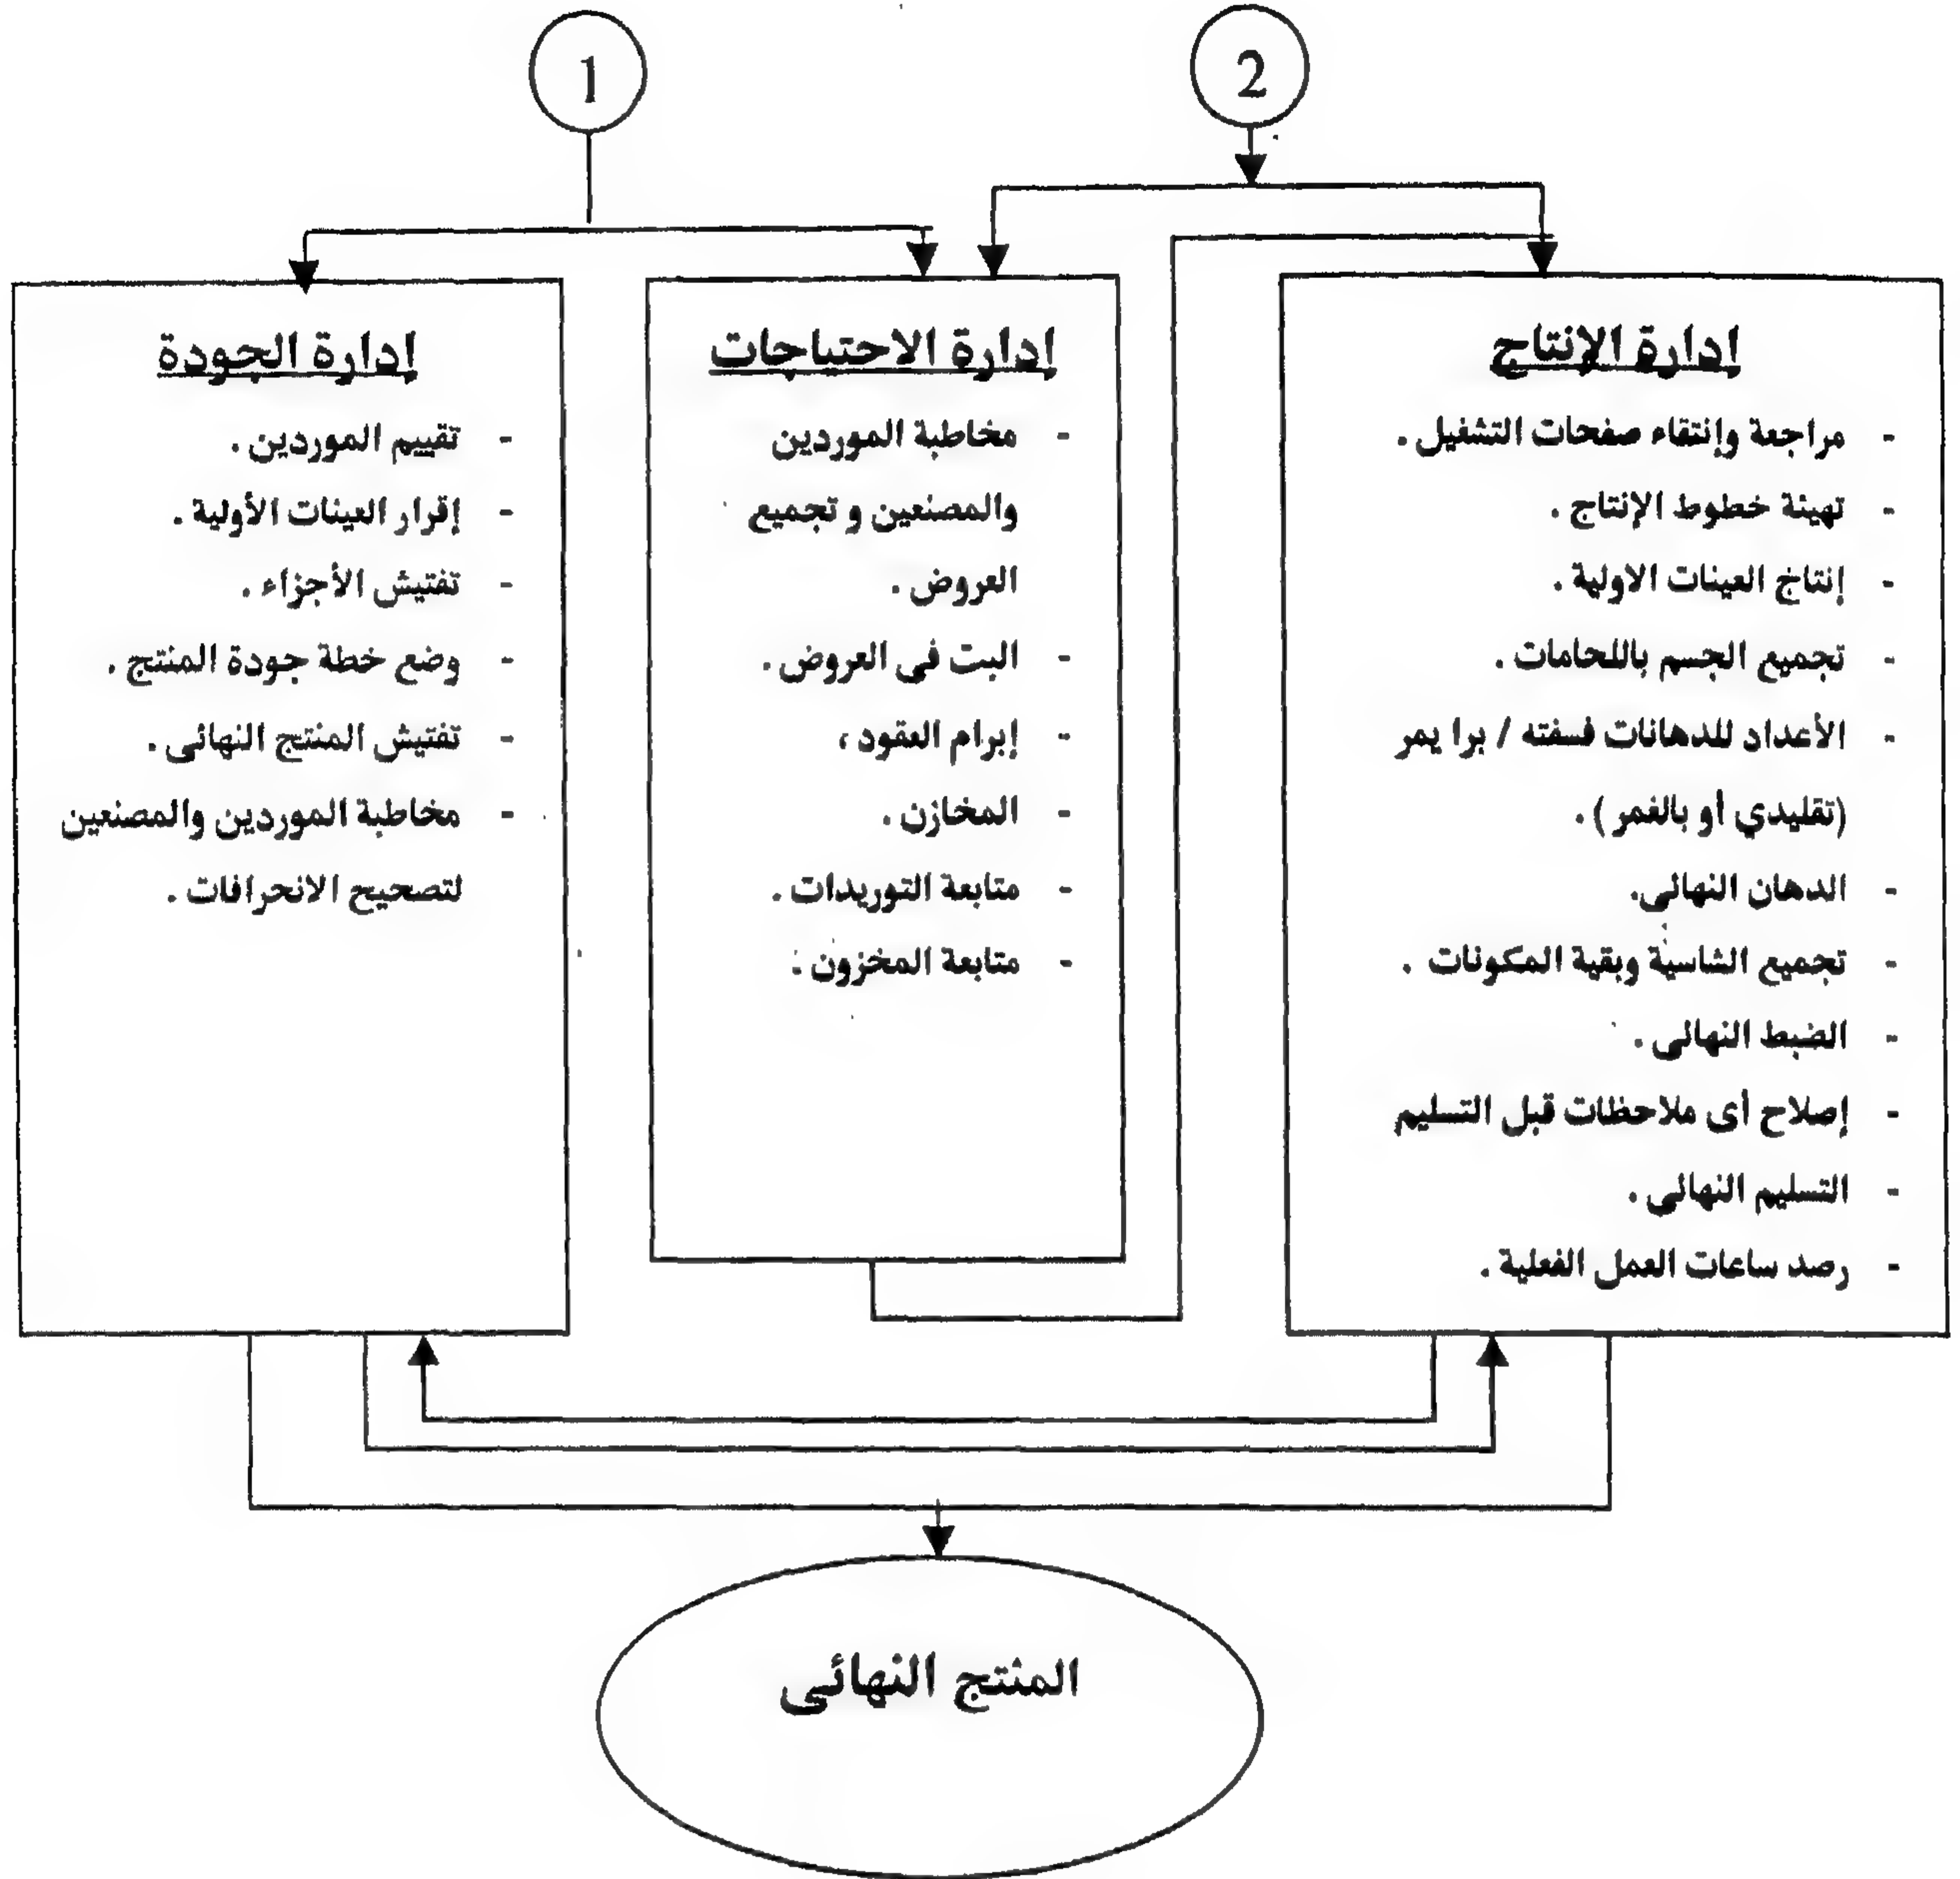 1
2
إدارة الإنتاج
- مراجعة وإنتقاء صفحات التشغيل .
- تهيئة خطوط الإنتاج .
- إنتاج العينات الاولية .
- تجميع الجسم باللحامات .
- الأعداد للدهانات فسفته / برا يمر
(تقليدي أو بالغمر) .
- الدهان النهائى.
- تجميع الشاسية وبقية المكونات .
- الضبط النهائى .
- إصلاح أى ملاحظات قبل التسليم
- التسليم النهائى .
- رصد ساعات العمل الفعلية .
إدارة الاحتياجات
- مخاطبة الموردين
والمصنعين و تجميع
العروض .
- البت فى العروض .
- إبرام العقود ،
- المخازن .
- متابعة التوريدات .
- متابعة المخزون .
إدارة الجودة
- تقييم الموردين .
- إقرار العينات الأولية .
- تفتيش الأجزاء .
- وضع خطة جودة المنتج .
- تفتيش المنتج النهائى .
- مخاطبة الموردين والمصنعين
لتصحيح الانحرافات .
المنتج النهائى